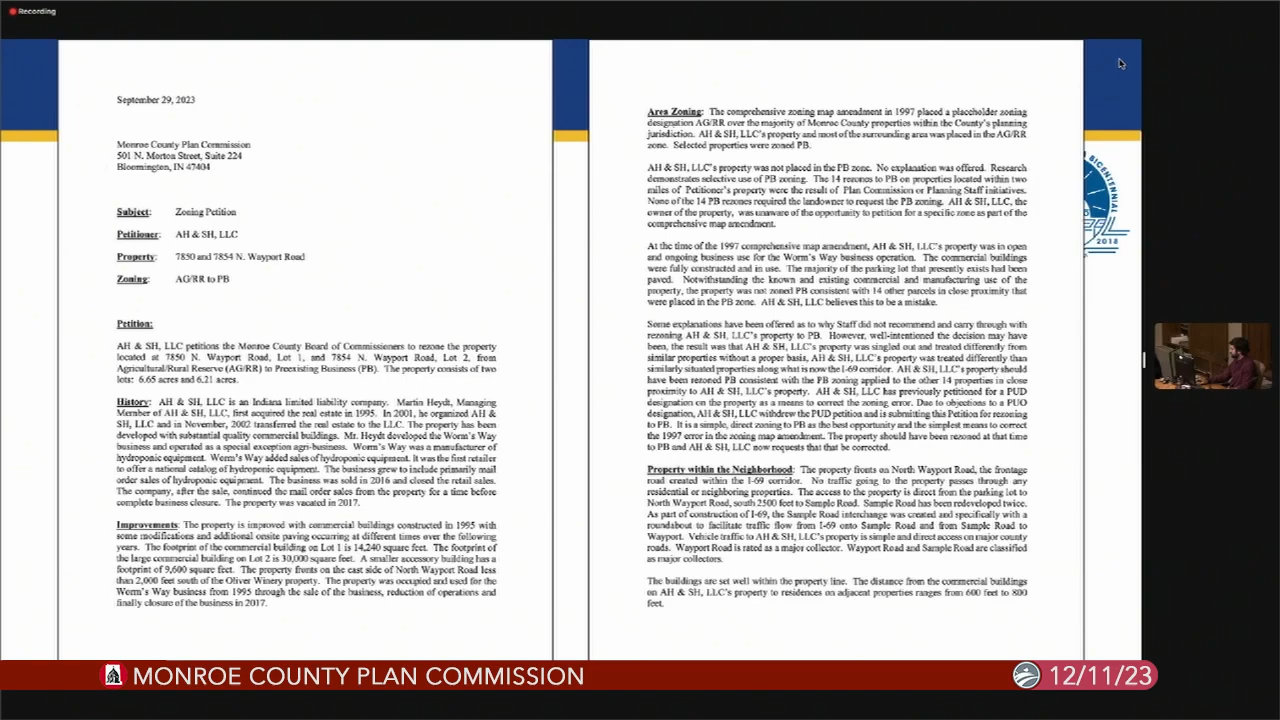 Recording
September 29, 2023
Monroe County Plan Commission
501 N. Morton Street, Suite 224
Bloomington, IN 47404
Subject: Zoning Petition
Petitioner: AH & SH, LLC
Property: 7850 and 7854 N. Wayport Road
Zoning: AG/RR to PB
Petition:
AH & SH, LLC petitions the Monroe County Board of Commissioners to rezone the property
located at 7850 N. Wayport Road, Lot 1, and 7854 N. Wayport Road, Lot 2, from
Agricultural/Rural Reserve (AG/RR) to Preexisting Business (PB). The property consists of two
lots: 6.65 acres and 6.21 acres.
History: AH & SH, LLC is an Indiana limited liability company. Martin Heydt, Managing
Member of AH & SH, LLC, first acquired the real estate in 1995. In 2001, he organized AH &
SH, LLC and in November, 2002 transferred the real estate to the LLC. The property has been
developed with substantial quality commercial buildings. Mr. Heydt developed the Worm's Way
business and operated as a special exception agri-business. Worm's Way was a manufacturer of
hydroponic equipment. Worm's Way added sales of hydroponic equipment. It was the first retailer
to offer a national catalog of hydroponic equipment. The business grew to include primarily mail
order sales of hydroponic equipment. The business was sold in 2016 and closed the retail sales.
The company, after the sale, continued the mail order sales from the property for a time before
complete business closure. The property was vacated in 2017.
Improvements: The property is improved with commercial buildings constructed in 1995 with
some modifications and additional onsite paving occurring at different times over the following
years. The footprint of the commercial building on Lot 1 is 14,240 square feet. The footprint of
the large commercial building on Lot 2 is 30,000 square feet. A smaller accessory building has a
footprint of 9,600 square feet. The property fronts on the east side of North Wayport Road less
than 2,000 feet south of the Oliver Winery property. The property was occupied and used for the
Worm's Way business from 1995 through the sale of the business, reduction of operations and
finally closure of the business in 2017.
Area Zoning: The comprehensive zoning map amendment in 1997 placed a placeholder zoning
designation AG/RR over the majority of Monroe County properties within the County's planning
jurisdiction. AH & SH, LLC's property and most of the surrounding area was placed in the AG/RR
zone. Selected properties were zoned PB.
AH & SH, LLC's property was not placed in the PB zone. No explanation was offered. Research
demonstrates selective use of PB zoning. The 14 rezones to PB on properties located within two
miles of Petitioner's property were the result of Plan Commission or Planning Staff initiatives.
None of the 14 PB rezones required the landowner to request the PB zoning. AH & SH, LLC, the
owner of the property, was unaware of the opportunity to petition for a specific zone as part of the
comprehensive map amendment.
At the time of the 1997 comprehensive map amendment, AH & SH, LLC's property was in open
and ongoing business use for the Worm's Way business operation. The commercial buildings
were fully constructed and in use. The majority of the parking lot that presently exists had been
paved. Notwithstanding the known and existing commercial and manufacturing use of the
property, the property was not zoned PB consistent with 14 other parcels in close proximity that
were placed in the PB zone. AH & SH, LLC believes this to be a mistake.
Some explanations have been offered as to why Staff did not recommend and carry through with
rezoning AH & SH, LLC's property to PB. However, well-intentioned the decision may have
been, the result was that AH & SH, LLC's property was singled out and treated differently from
similar properties without a proper basis, AH & SH, LLC's property was treated differently than
similarly situated properties along what is now the I-69 corridor. AH & SH, LLC's property should
have been rezoned PB consistent with the PB zoning applied to the other 14 properties in close
proximity to AH & SH, LLC's property. AH & SH, LLC has previously petitioned for a PUD
designation on the property as a means to correct the zoning error. Due to objections to a PUD
designation, AH & SH, LLC withdrew the PUD petition and is submitting this Petition for rezoning
to PB. It is a simple, direct zoning to PB as the best opportunity and the simplest means to correct
the 1997 error in the zoning map amendment. The property should have been rezoned at that time
to PB and AH & SH, LLC now requests that that be corrected.
Property within the Neighborhood: The property fronts on North Wayport Road, the frontage
road created within the I-69 corridor. No traffic going to the property passes through any
residential or neighboring properties. The access to the property is direct from the parking lot to
North Wayport Road, south 2500 feet to Sample Road. Sample Road has been redeveloped twice.
As part of construction of I-69, the Sample Road interchange was created and specifically with a
roundabout to facilitate traffic flow from I-69 onto Sample Road and from Sample Road to
Wayport. Vehicle traffic to AH & SH, LLC's property is simple and direct access on major county
roads. Wayport Road is rated as a major collector. Wayport Road and Sample Road are classified
as major collectors.
The buildings are set well within the property line. The distance from the commercial buildings
on AH & SH, LLC's property to residences on adjacent properties ranges from 600 feet to 800
feet.
BICENTENNIAL
2018
MONROE COUNTY PLAN COMMISSION
12/11/23